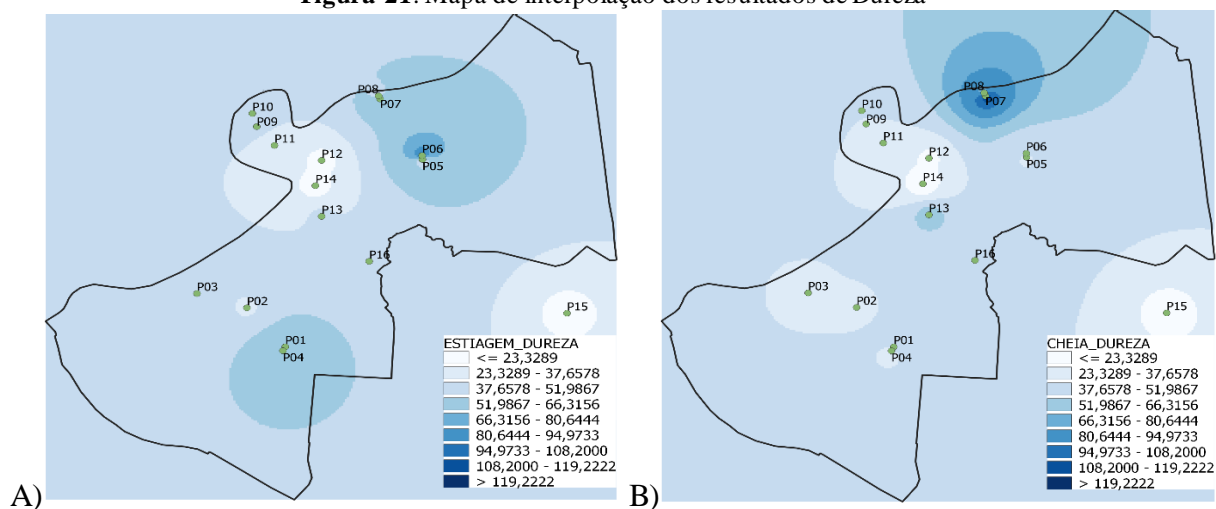 Figura 21. Mapa de interpolação dos resultados de Dureza
P08
P07
P10
P09
P11
P12
P06
P05
P14
P13
P16
P03
P02
P15
P01
P04
ESTIAGEM_DUREZA
<= 23,3289
23,3289 - 37,6578
37,6578 - 51,9867
51,9867 - 66,3156
66,3156 - 80,6444
80,6444 - 94,9733
94,9733 - 108,2000
108,2000 - 119,2222
> 119,2222
A)
P08
P07
P10
P09
P11
P12
P06
P05
P14
P13
P16
P03
P02
P15
P01
P04
CHEIA_DUREZA
<= 23,3289
23,3289 - 37,6578
37,6578 - 51,9867
51,9867 - 66,3156
66,3156 - 80,6444
80,6444 - 94,9733
94,9733 - 108,2000
108,2000 - 119,2222
> 119,2222
B)